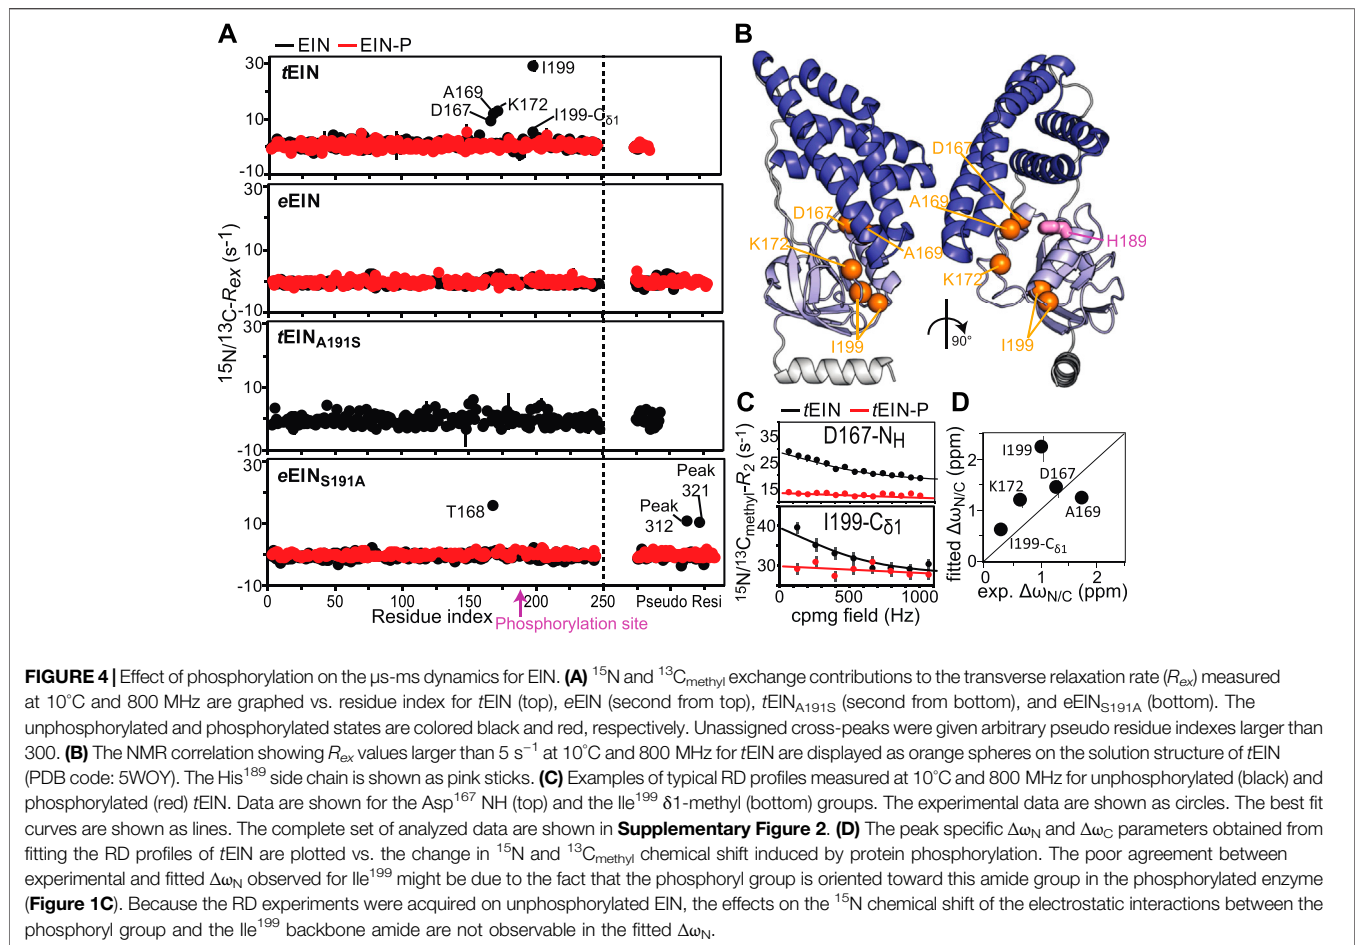 A
EIN EIN-P
30
tEIN
I199
A169
K172
D167
I199-Cδ1
10
-10
30
eEIN
10
-10
30
tEINA191S
10
-10
30
eEINS191A
T168
Peak
321
Peak
312
10
-10
15N/13C-Rex (s-1)
0 50 100 150 200 250 Pseudo Resi
Residue index
Phosphorylation site
B
D167
D167
A169
K172
A169
H189
K172
I199
I199
90°
C
tEIN tEIN-P
D167-NH
35
25
15
I199-Cδ1
40
30
15N/13Cmethyl-R2 (s-1)
0 500 1000
cpmg field (Hz)
D
I199
D167
K172
A169
I199-Cδ1
2
1
0
fitted ΔωN/C (ppm)
0 1 2
exp. ΔωN/C (ppm)
FIGURE 4 | Effect of phosphorylation on the μs-ms dynamics for EIN. (A) 15N and 13Cmethyl exchange contributions to the transverse relaxation rate (Rex) measured
at 10°C and 800 MHz are graphed vs. residue index for tEIN (top), eEIN (second from top), tEINA191S (second from bottom), and eEINS191A (bottom). The
unphosphorylated and phosphorylated states are colored black and red, respectively. Unassigned cross-peaks were given arbitrary pseudo residue indexes larger than
300. (B) The NMR correlation showing Rex values larger than 5 s−1 at 10°C and 800 MHz for tEIN are displayed as orange spheres on the solution structure of tEIN
(PDB code: 5WOY). The His189 side chain is shown as pink sticks. (C) Examples of typical RD profiles measured at 10°C and 800 MHz for unphosphorylated (black) and
phosphorylated (red) tEIN. Data are shown for the Asp167 NH (top) and the Ile199 δ1-methyl (bottom) groups. The experimental data are shown as circles. The best fit
curves are shown as lines. The complete set of analyzed data are shown in Supplementary Figure 2. (D) The peak specific ΔωN and ΔωC parameters obtained from
fitting the RD profiles of tEIN are plotted vs. the change in 15N and 13Cmethyl chemical shift induced by protein phosphorylation. The poor agreement between
experimental and fitted ΔωN observed for Ile199 might be due to the fact that the phosphoryl group is oriented toward this amide group in the phosphorylated enzyme
(Figure 1C). Because the RD experiments were acquired on unphosphorylated EIN, the effects on the 15N chemical shift of the electrostatic interactions between the
phosphoryl group and the Ile199 backbone amide are not observable in the fitted ΔωN.